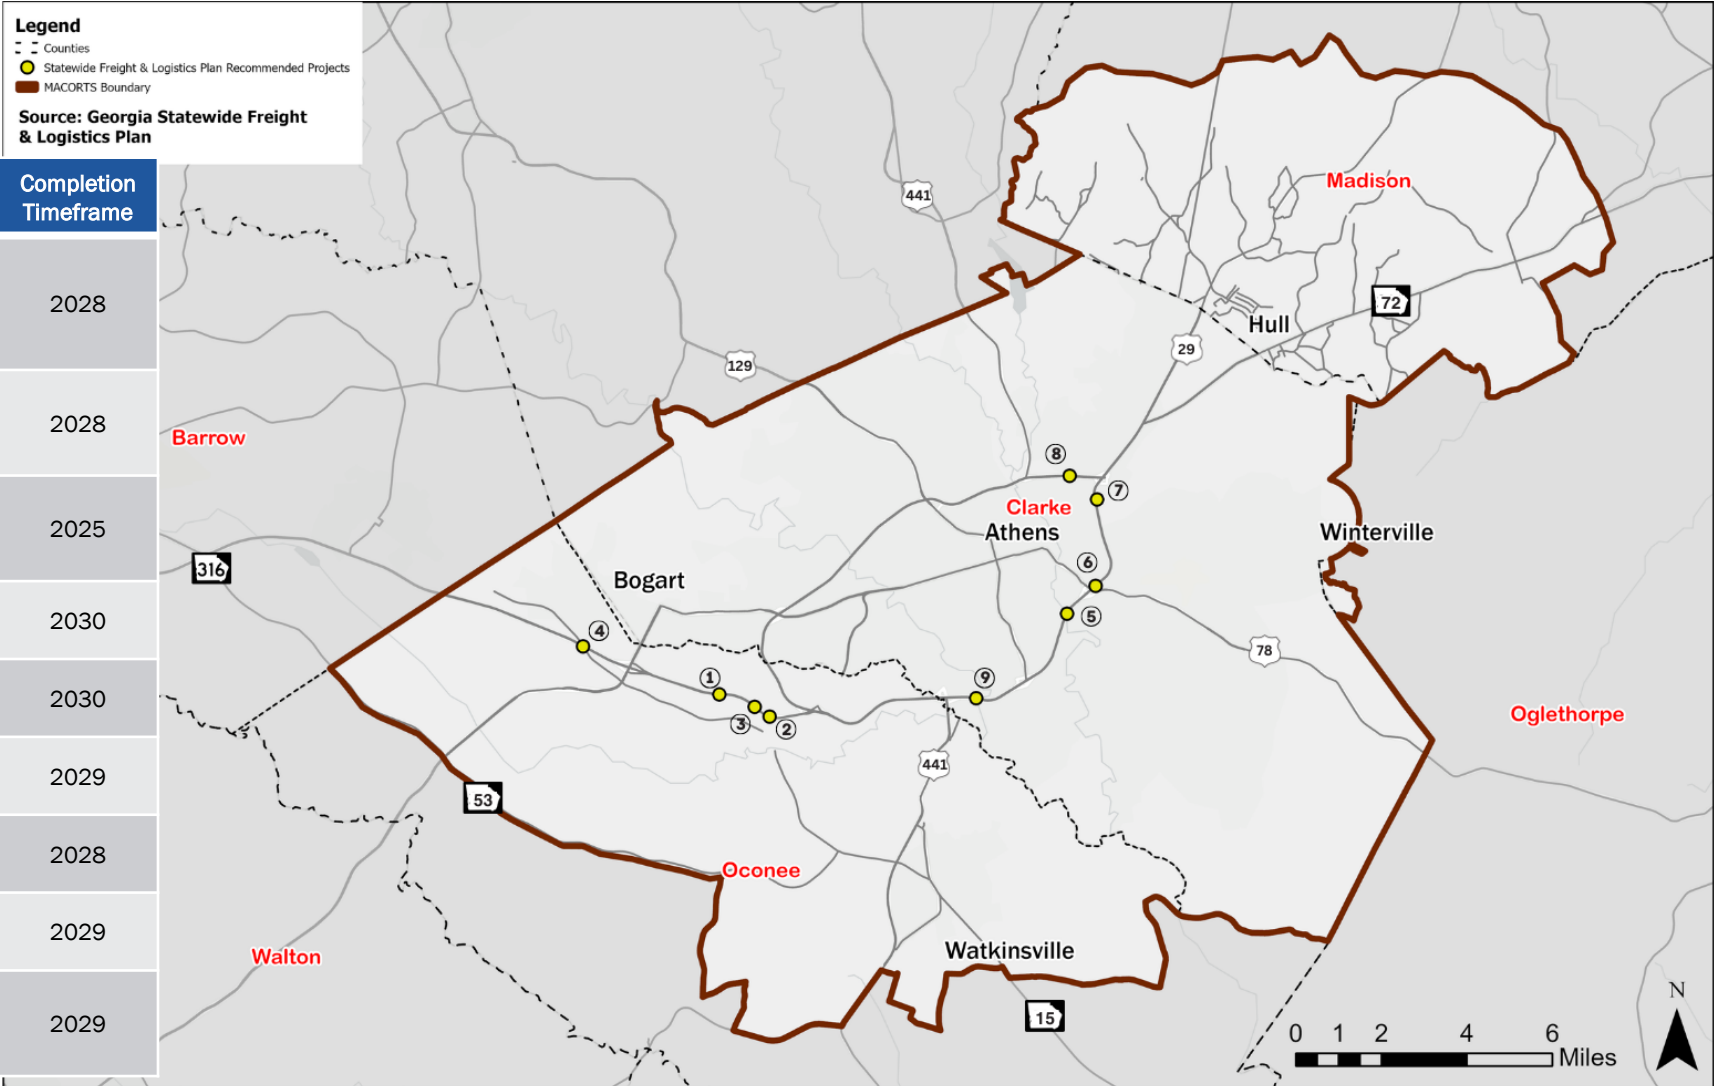 Legend
Counties
Statewide Freight & Logistics Plan Recommended Projects
MACORTS Boundary
Source: Georgia Statewide Freight
& Logistics Plan
Completion
Timeframe
2028
2028
2025
2030
2030
2029
2028
2029
2029
441
Madison
72
Hull
29
129
Barrow
8
7
Clarke
Athens
Winterville
316
Bogart
6
5
4
78
1
9
3
2
Oglethorpe
441
53
Oconee
Walton
Watkinsville
15
N
0 1 2 4 6
Miles